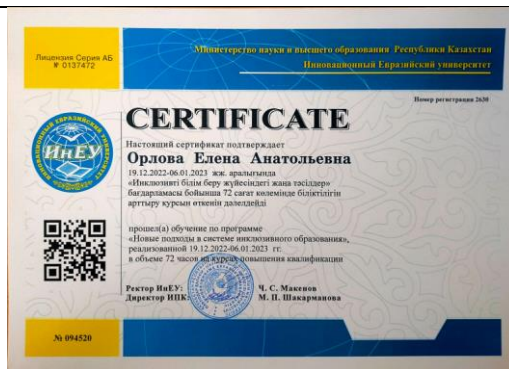 Лицензия Серия АБ
№ 0137472
Министерство науки и высшего образования Республики Казахстан
Инновационный Евразийский университет
Номер регистрации 2630
ИнЕУ
CERTIFICATE
Настоящий сертификат подтверждает
Орлова Елена Анатольевна
19.12.2022-06.01.2023 жж. аралығында
«Инклюзивті білім беру жүйесіндегі жаңа тәсілдер»
бағдарламасы бойынша 72 сағат көлемінде біліктілігін
арттыру курсын өткенін дәлелдейді
прошел(а) обучение по программе
«Новые подходы в системе инклюзивного образования»,
реализованной 19.12.2022-06.01.2023 гг.
в объеме 72 часов на курсах повышения квалификации
Ректор ИнЕУ:
Ч. С. Макенов
Директор ИПК:
М. П. Шакарманова
№ 094520